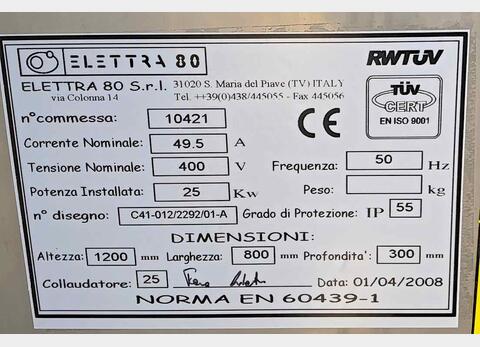 ELETTRA 80
RWTÜV
ELETTRA 80 S.r.l. 31020 S. Maria del Piave (TV) ITALY
via Colonna 14 Tel. ++39(0)438/445055 - Fax 445056
TÜV
CERT
EN ISO 9001
n°commessa: 10421 CE
Corrente Nominale: 49.5 A
Tensione Nominale: 400 V Frequenza: 50 Hz
Potenza Installata: 25 Kw Peso: kg
n° disegno: C41-012/2292/01-A Grado di Protezione: IP 55
DIMENSIONI:
Altezza: 1200 mm Larghezza: 800 mm Profondita': 300 mm
Collaudatore: 25 Data: 01/04/2008
NORMA EN 60439-1